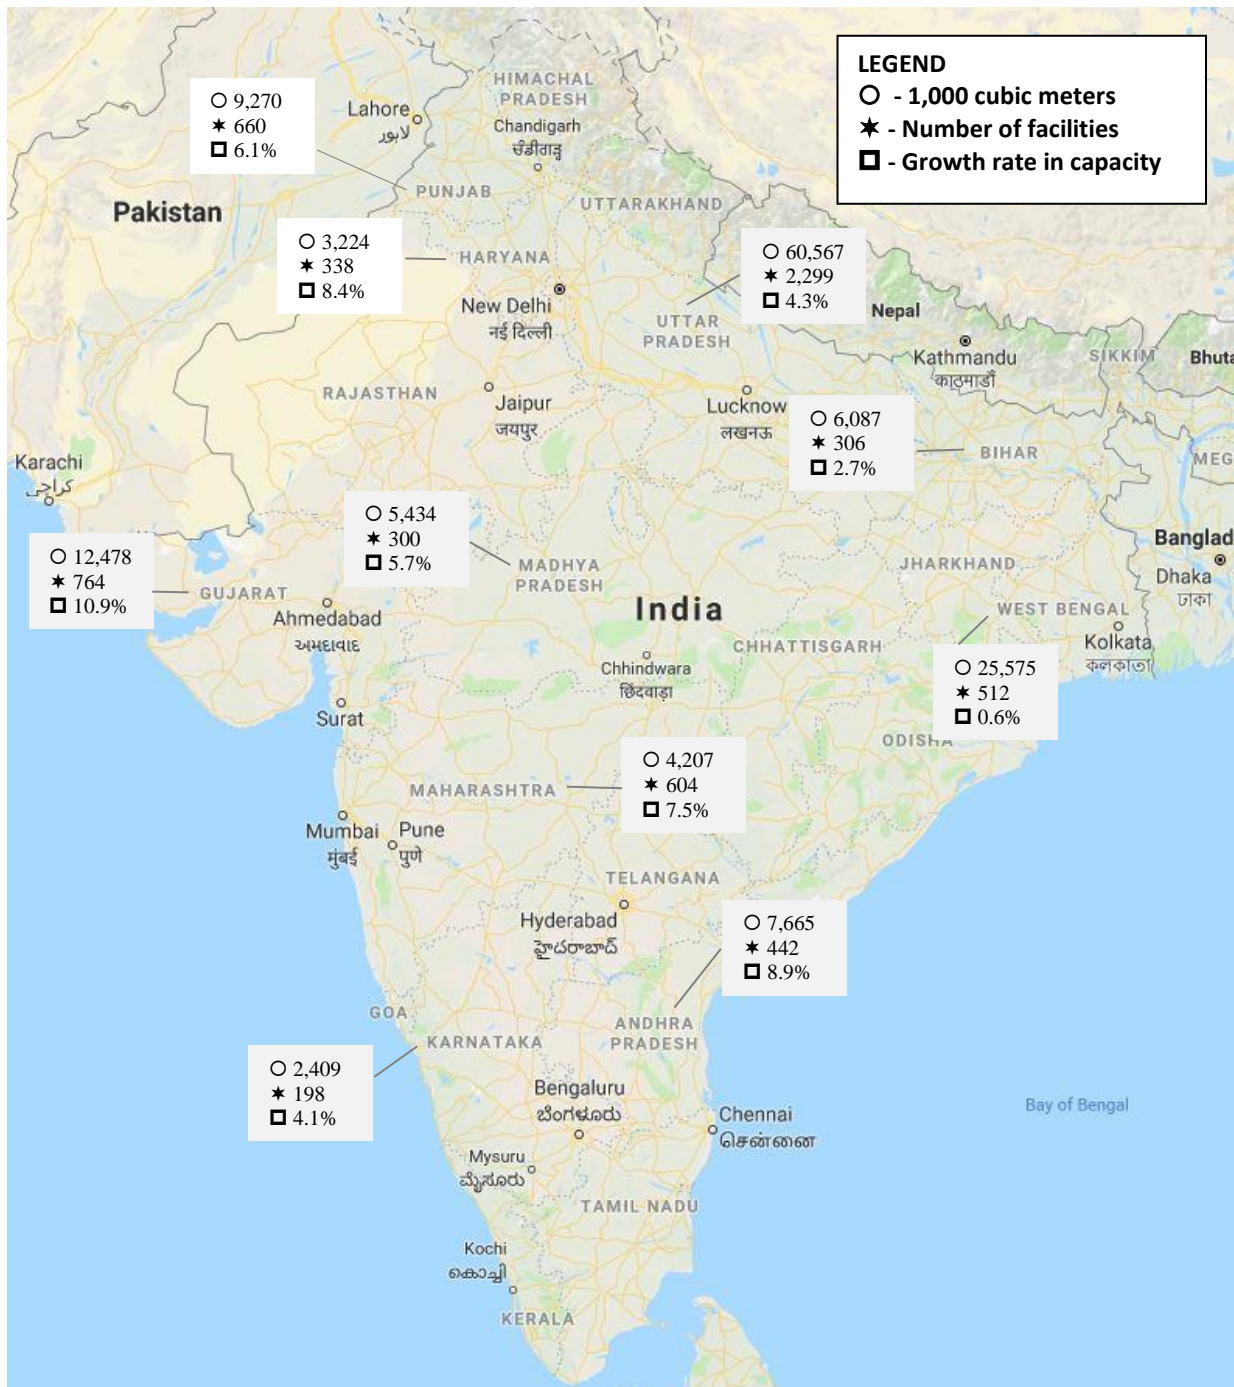 LEGEND
- 1,000 cubic meters
- Number of facilities
- Growth rate in capacity
HIMACHAL
PRADESH
9,270
660
6.1%
Lahore
لاہور
Chandigarh
ਚੰਡੀਗੜ੍ਹ
PUNJAB
UTTARAKHAND
Pakistan
3,224
338
8.4%
HARYANA
60,567
2,299
4.3%
New Delhi
नई दिल्ली
UTTAR
PRADESH
Nepal
Kathmandu
काठमाडौँ
SIKKIM
Bhuta
RAJASTHAN
Jaipur
जयपुर
Lucknow
लखनऊ
6,087
306
2.7%
BIHAR
MEG
Karachi
کراچی
5,434
300
5.7%
12,478
764
10.9%
GUJARAT
MADHYA
PRADESH
JHARKHAND
Banglad
Dhaka
ঢাকা
Ahmedabad
અમદાવાદ
India
WEST BENGAL
Kolkata
কলকাতা
CHHATTISGARH
Chhindwara
छिंदवाड़ा
25,575
512
0.6%
Surat
ODISHA
4,207
604
7.5%
MAHARASHTRA
Mumbai
मुंबई
Pune
पुणे
TELANGANA
Hyderabad
హైదరాబాద్
7,665
442
8.9%
GOA
KARNATAKA
ANDHRA
PRADESH
2,409
198
4.1%
Bengaluru
ಬೆಂಗಳೂರು
Bay of Bengal
Chennai
சென்னை
Mysuru
ಮೈಸೂರು
TAMIL NADU
Kochi
കൊച്ചി
KERALA